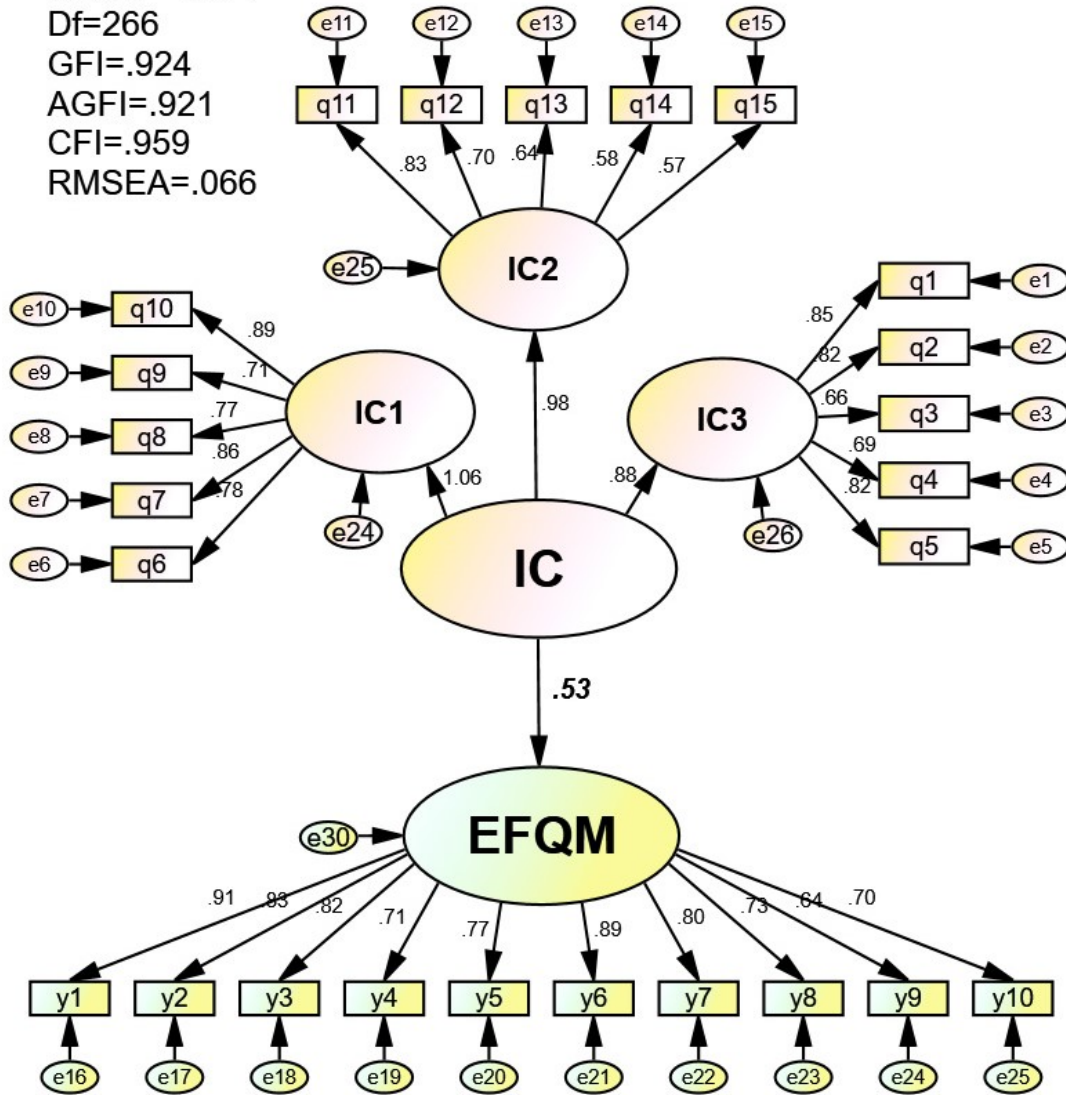 Df=266
GFI=.924
AGFI=.921
CFI=.959
RMSEA=.066
e11 e12 e13 e14 e15
q11 q12 q13 q14 q15
.83 .70 .64 .58 .57
IC2
e25
e10 q10
e9 q9
e8 q8
e7 q7
e6 q6
.89
.71
.77
.86
.78
IC1
e24
1.06
.98
.88
IC3
e26
.85
.82
.66
.69
.82
q1 e1
q2 e2
q3 e3
q4 e4
q5 e5
IC
.53
EFQM
e30
.91 .83 .82 .71 .77 .89 .80 .73 .64 .70
y1 y2 y3 y4 y5 y6 y7 y8 y9 y10
e16 e17 e18 e19 e20 e21 e22 e23 e24 e25